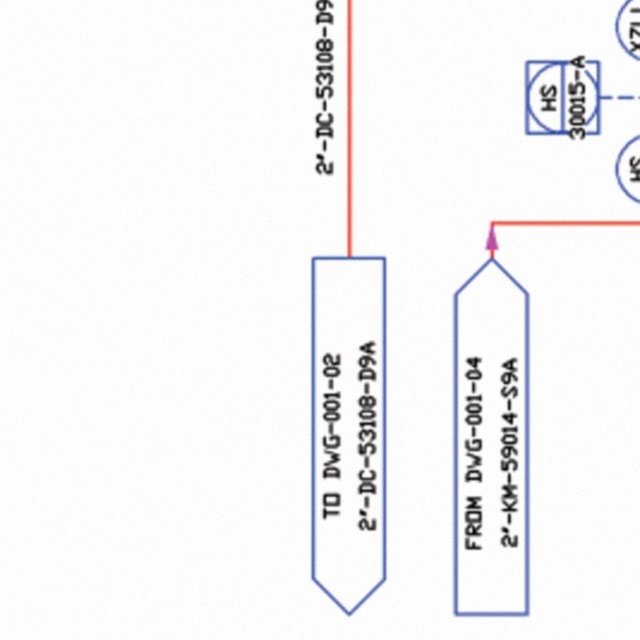 2'-DC-53108-D9
TO DWG-001-02
2'-DC-53108-D9A
FROM DWG-001-04
2'-KM-59014-S9A
HS
30015-A
HS